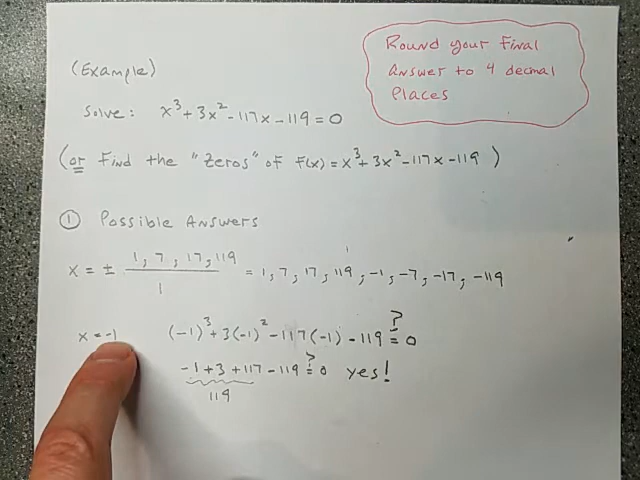 (Example)
Round your Final
Answer to 4 decimal
Places
Solve: x³+3x²-117x-119=0
(or Find the "zeros" of F(x)=x³+3x²-117x-119)
① Possible Answers
x = ± 1, 7, 17, 119 / 1 = 1, 7, 17, 119, -1, -7, -17, -119
x = -1 (-1)³+3(-1)²-117(-1)-119 ?= 0
-1+3+117-119 ?= 0 yes!
119